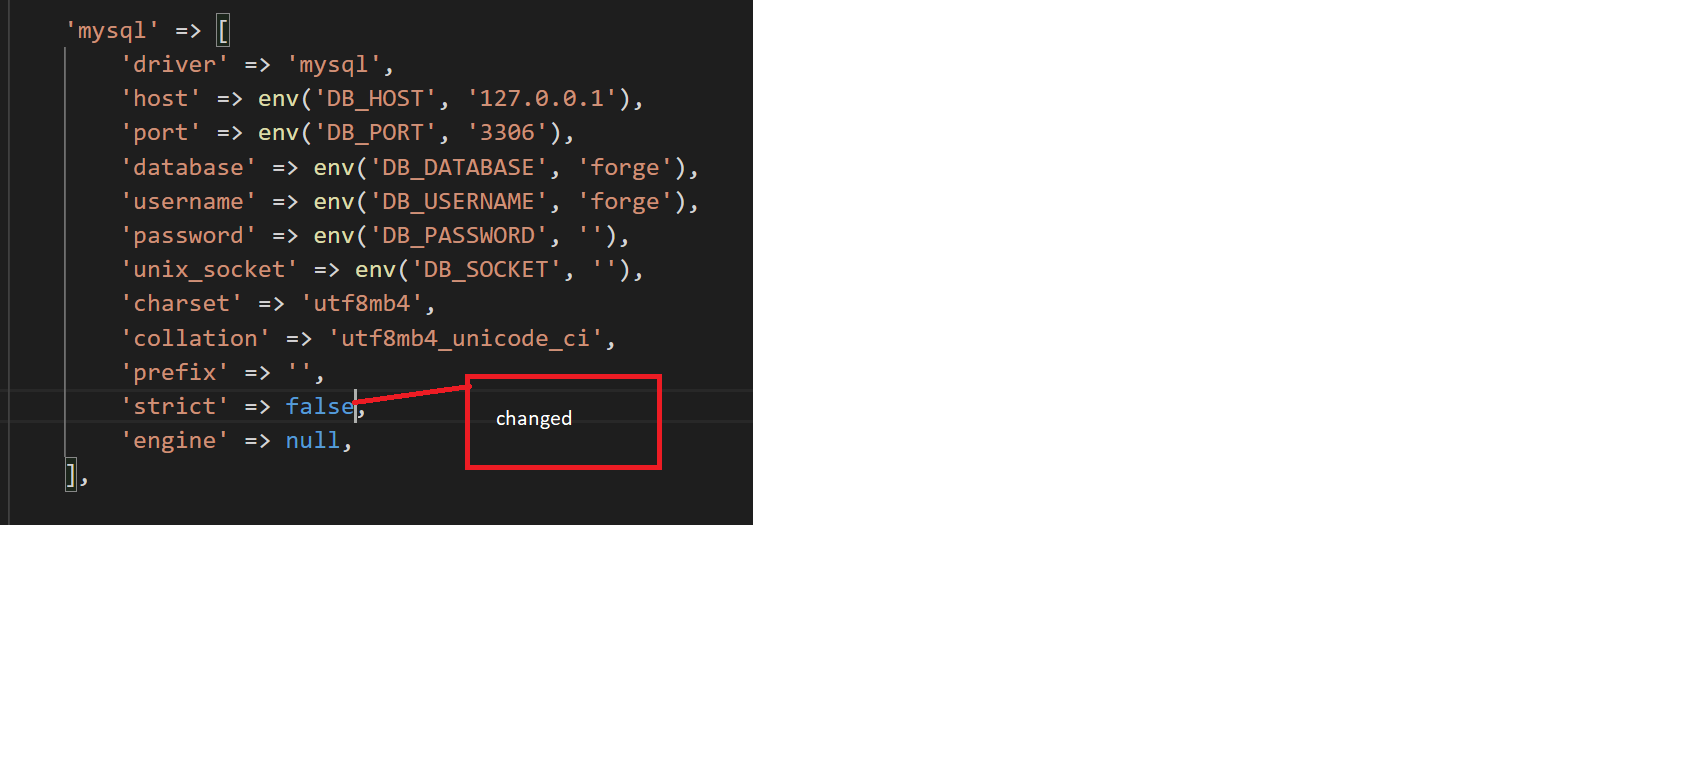 'mysql' => [
'driver' => 'mysql',
'host' => env('DB_HOST', '127.0.0.1'),
'port' => env('DB_PORT', '3306'),
'database' => env('DB_DATABASE', 'forge'),
'username' => env('DB_USERNAME', 'forge'),
'password' => env('DB_PASSWORD', ''),
'unix_socket' => env('DB_SOCKET', ''),
'charset' => 'utf8mb4',
'collation' => 'utf8mb4_unicode_ci',
'prefix' => '',
'strict' => false,
changed
'engine' => null,
],